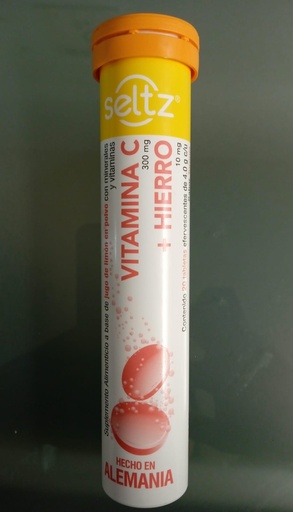 seltz®
Suplemento Alimenticio a base de jugo de limón en polvo con minerales
y vitaminas
VITAMINA C
300 mg
+ HIERRO
10 mg
Contenido 20 tabletas efervescentes de 4.0 g c/u
HECHO EN
ALEMANIA